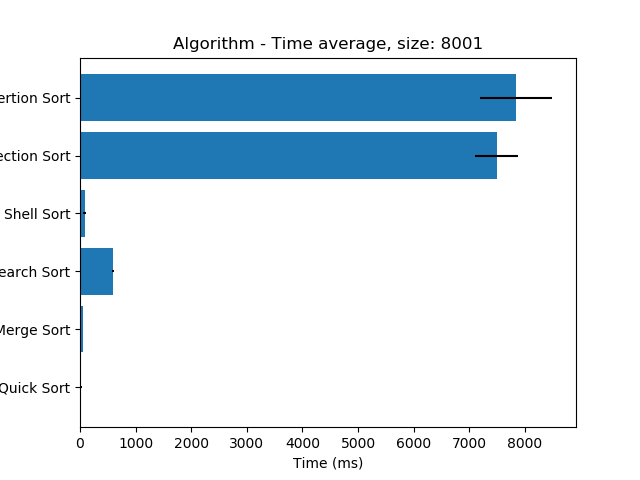 Algorithm - Time average, size: 8001
ertion Sort
ection Sort
Shell Sort
earch Sort
Merge Sort
Quick Sort
0 1000 2000 3000 4000 5000 6000 7000 8000
Time (ms)